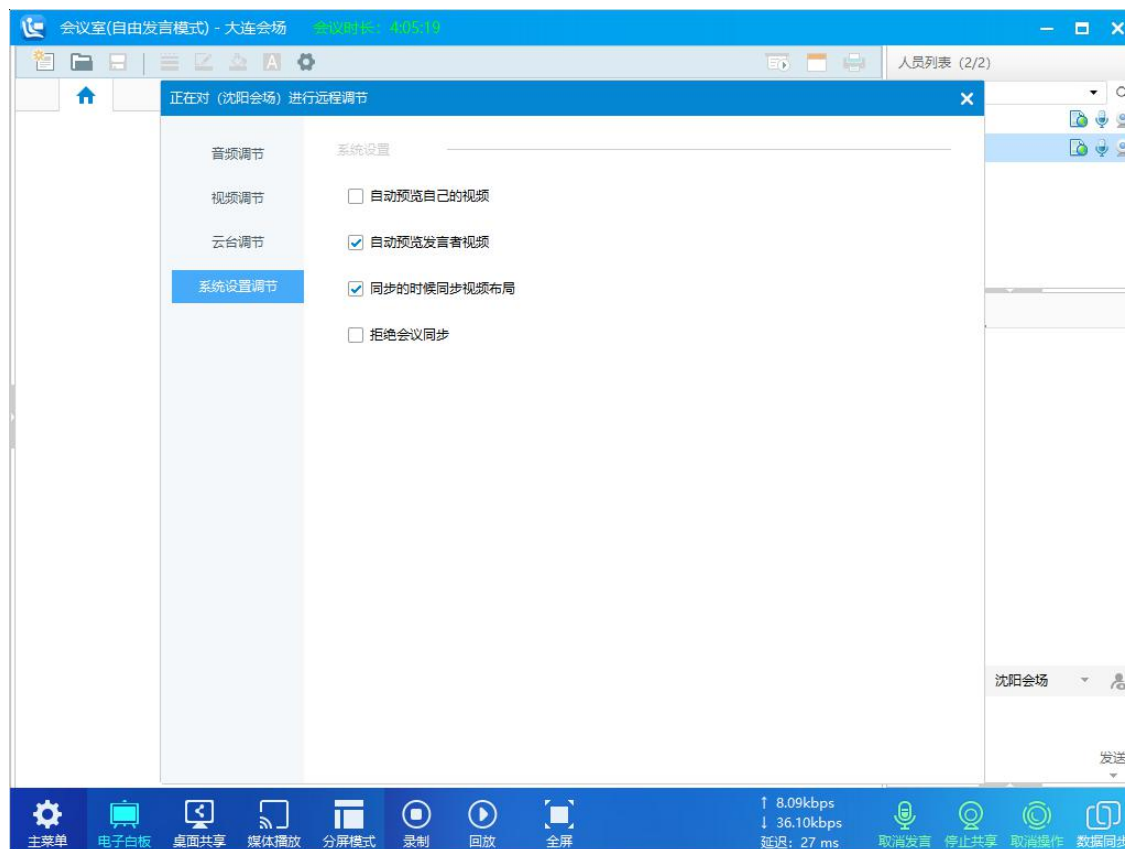 会议室(自由发言模式) - 大连会场 会议时长：4:05:19
人员列表 (2/2)
正在对（沈阳会场）进行远程调节
音频调节
视频调节
云台调节
系统设置调节
系统设置
自动预览自己的视频
自动预览发言者视频
同步的时候同步视频布局
拒绝会议同步
沈阳会场
发送
主菜单
电子白板
桌面共享
媒体播放
分屏模式
录制
回放
全屏
↑ 8.09kbps
↓ 36.10kbps
延迟：27 ms
取消发言
停止共享
取消操作
数据同步